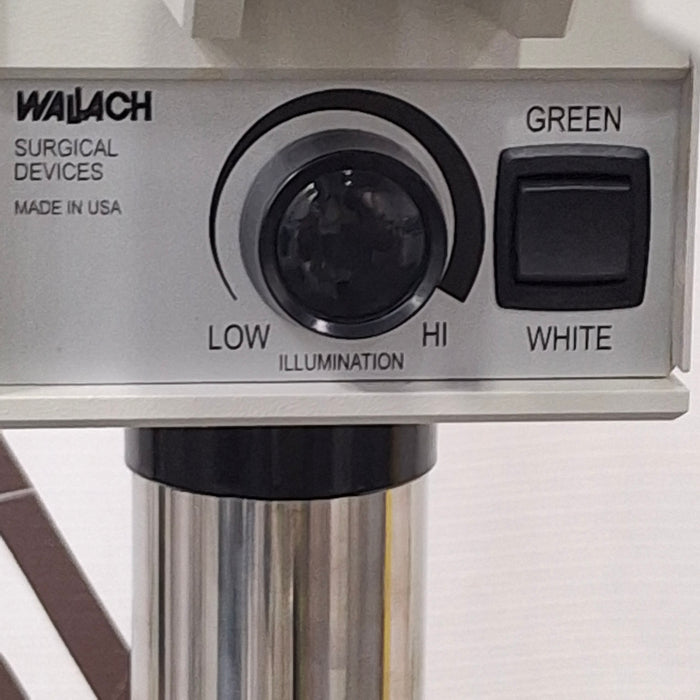 WALLACH
SURGICAL
DEVICES
MADE IN USA
LOW
HI
ILLUMINATION
GREEN
WHITE